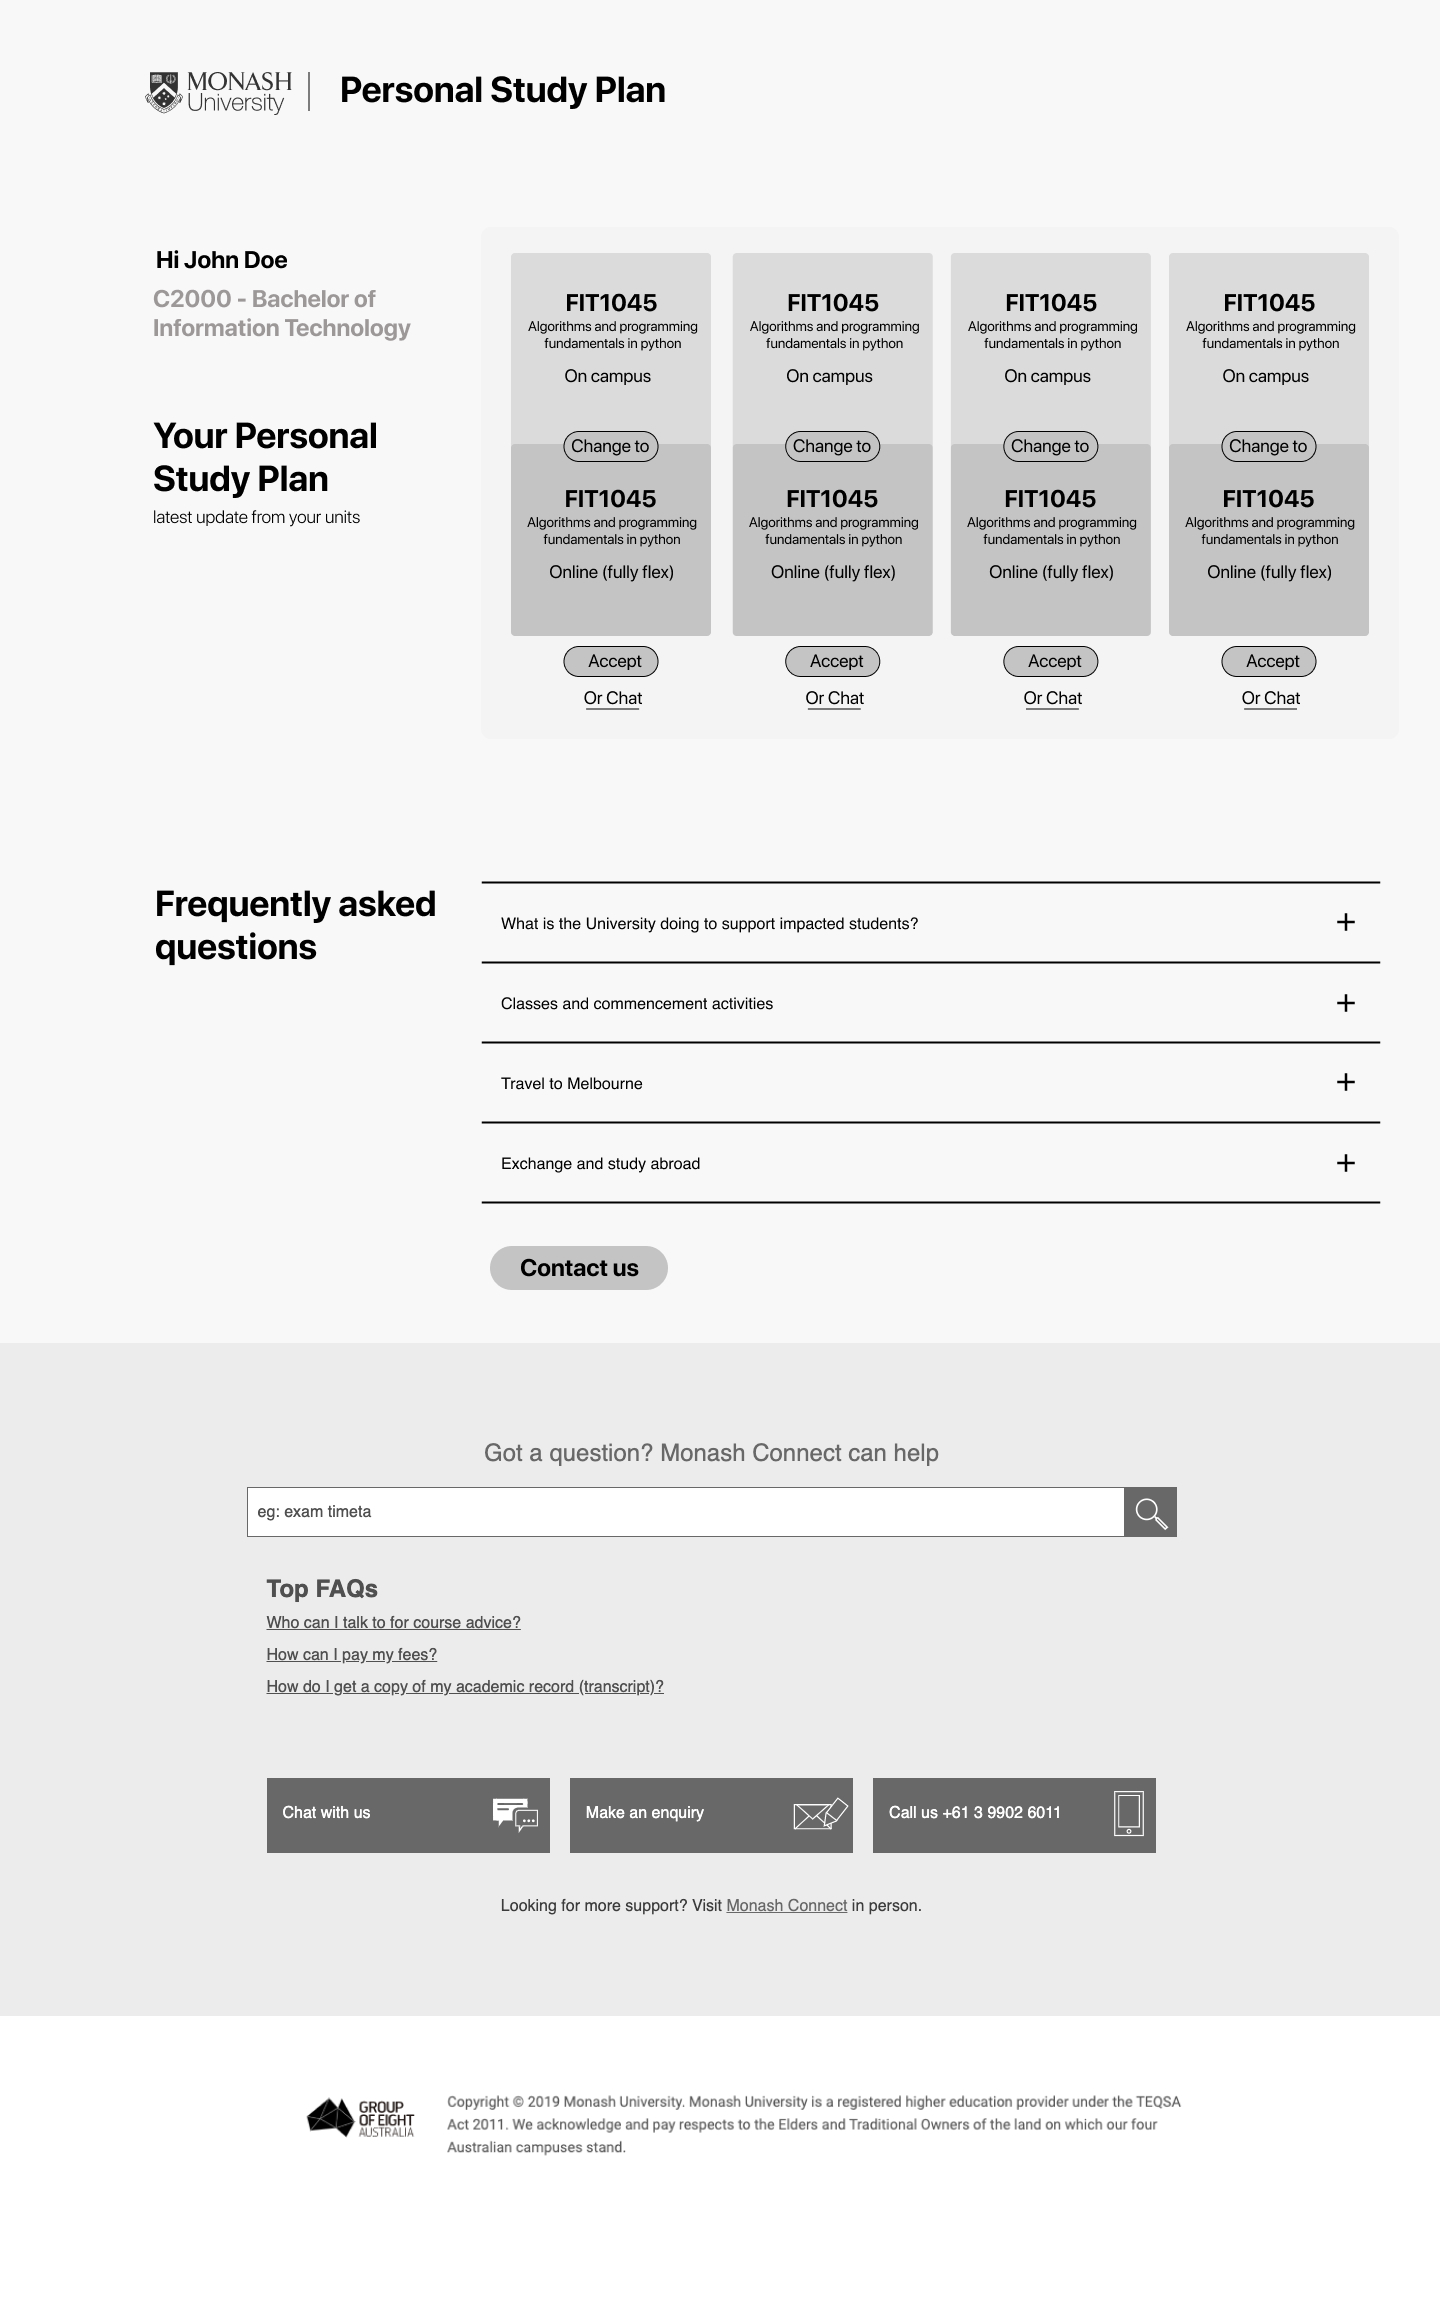 MONASH
University
Personal Study Plan
Hi John Doe
C2000 - Bachelor of
Information Technology
Your Personal
Study Plan
latest update from your units
FIT1045
Algorithms and programming
fundamentals in python
On campus
Change to
FIT1045
Algorithms and programming
fundamentals in python
Online (fully flex)
Accept
Or Chat
FIT1045
Algorithms and programming
fundamentals in python
On campus
Change to
FIT1045
Algorithms and programming
fundamentals in python
Online (fully flex)
Accept
Or Chat
FIT1045
Algorithms and programming
fundamentals in python
On campus
Change to
FIT1045
Algorithms and programming
fundamentals in python
Online (fully flex)
Accept
Or Chat
FIT1045
Algorithms and programming
fundamentals in python
On campus
Change to
FIT1045
Algorithms and programming
fundamentals in python
Online (fully flex)
Accept
Or Chat
Frequently asked
questions
What is the University doing to support impacted students?
Classes and commencement activities
Travel to Melbourne
Exchange and study abroad
Contact us
Got a question? Monash Connect can help
eg: exam timeta
Top FAQs
Who can I talk to for course advice?
How can I pay my fees?
How do I get a copy of my academic record (transcript)?
Chat with us
Make an enquiry
Call us +61 3 9902 6011
Looking for more support? Visit Monash Connect in person.
GROUP
OF EIGHT
AUSTRALIA
Copyright © 2019 Monash University. Monash University is a registered higher education provider under the TEQSA
Act 2011. We acknowledge and pay respects to the Elders and Traditional Owners of the land on which our four
Australian campuses stand.